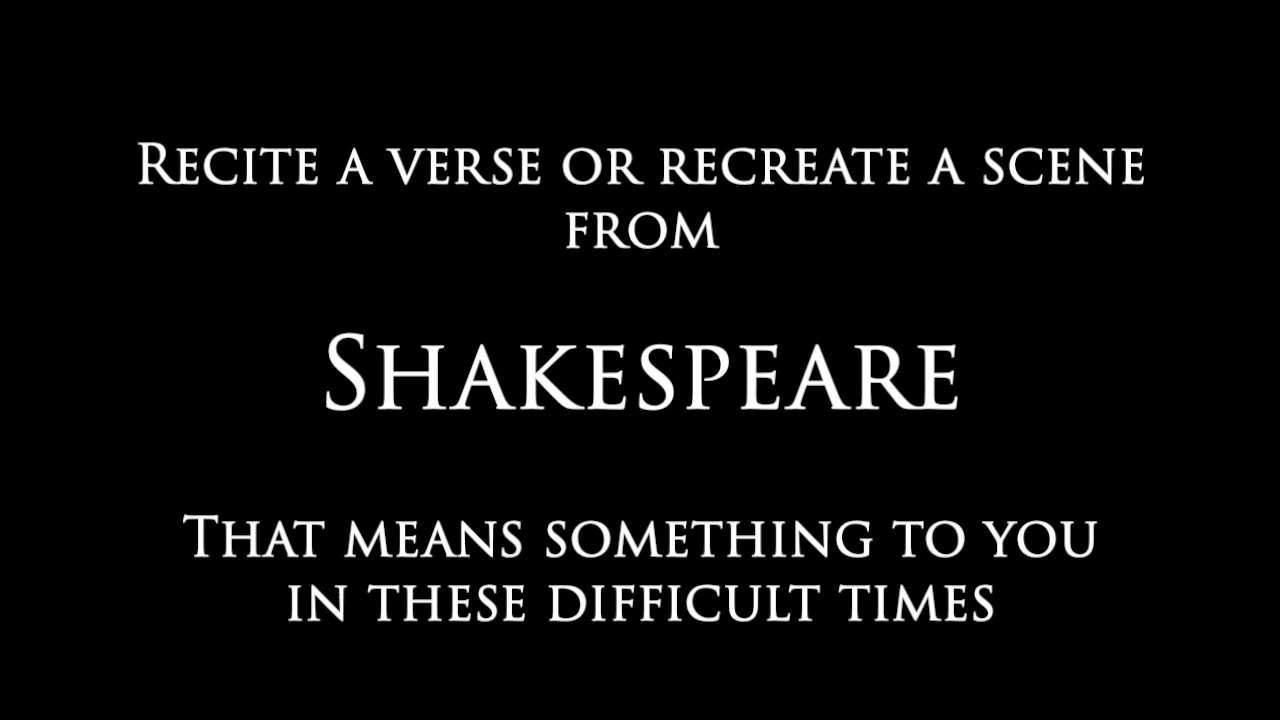 Recite a verse or recreate a scene
from
Shakespeare
That means something to you
in these difficult times